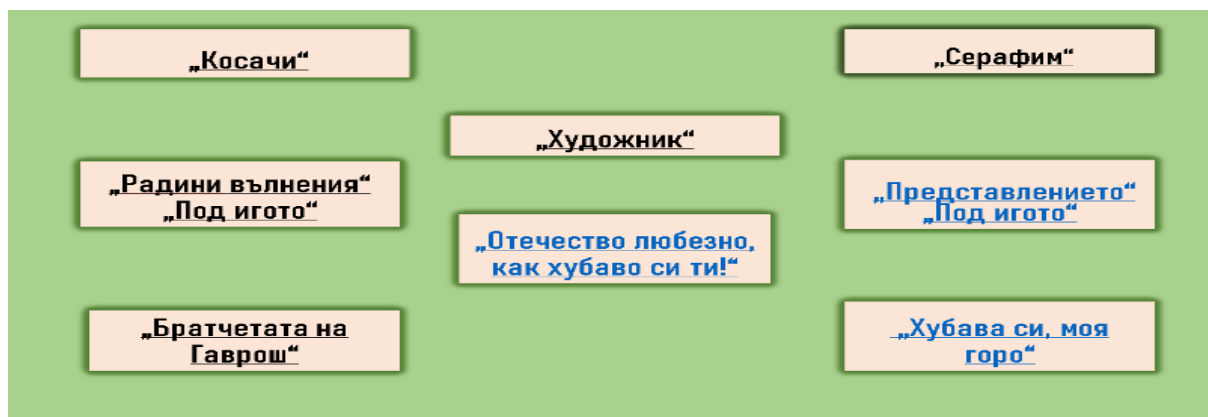 „Косачи“
„Серафим“
„Художник“
„Радини вълнения“
„Под игото“
„Представлението“
„Под игото“
„Отечество любезно,
как хубаво си ти!“
„Братчетата на
Гаврош“
„Хубава си, моя
горо“